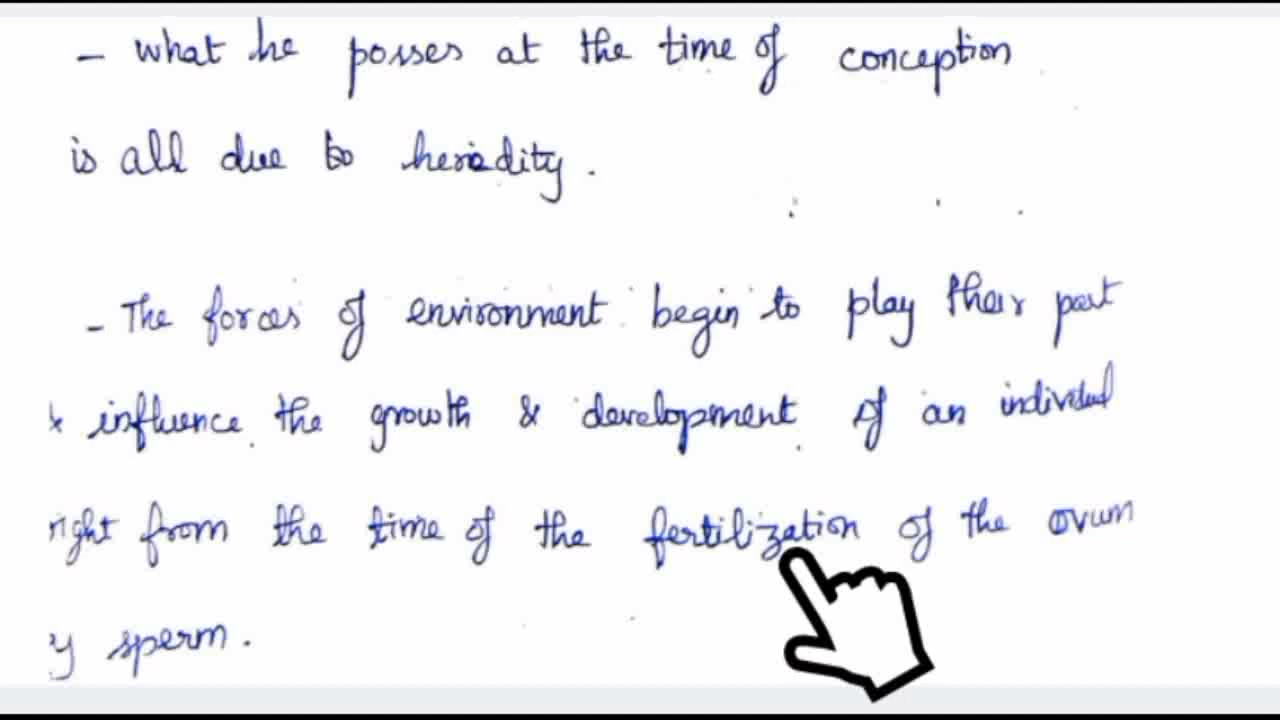 - what he posses at the time of conception
is all due to heredity.
- The forces of environment begin to play their part
& influence the growth & development of an individual
right from the time of the fertilization of the ovum
y sperm.